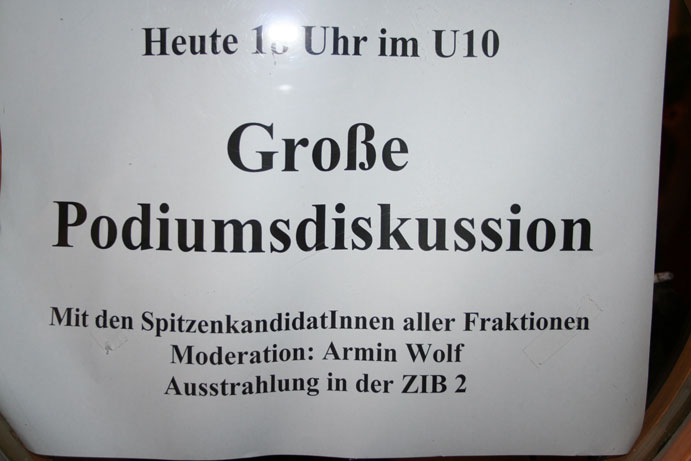 Heute Uhr im U10
Große
Podiumsdiskussion
Mit den SpitzenkandidatInnen aller Fraktionen
Moderation: Armin Wolf
Ausstrahlung in der ZIB 2